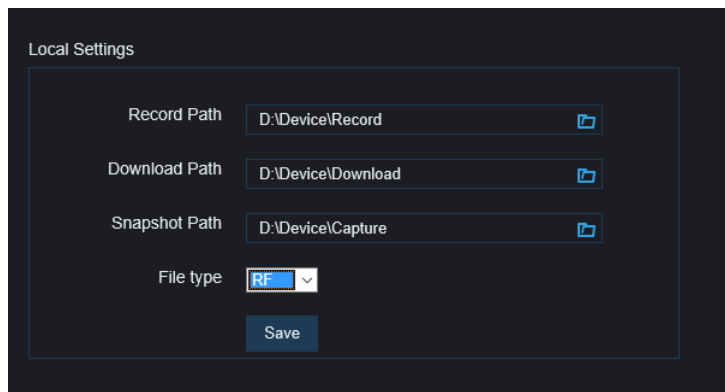 Local Settings
Record Path D:\Device\Record
Download Path D:\Device\Download
Snapshot Path D:\Device\Capture
File type RF
Save